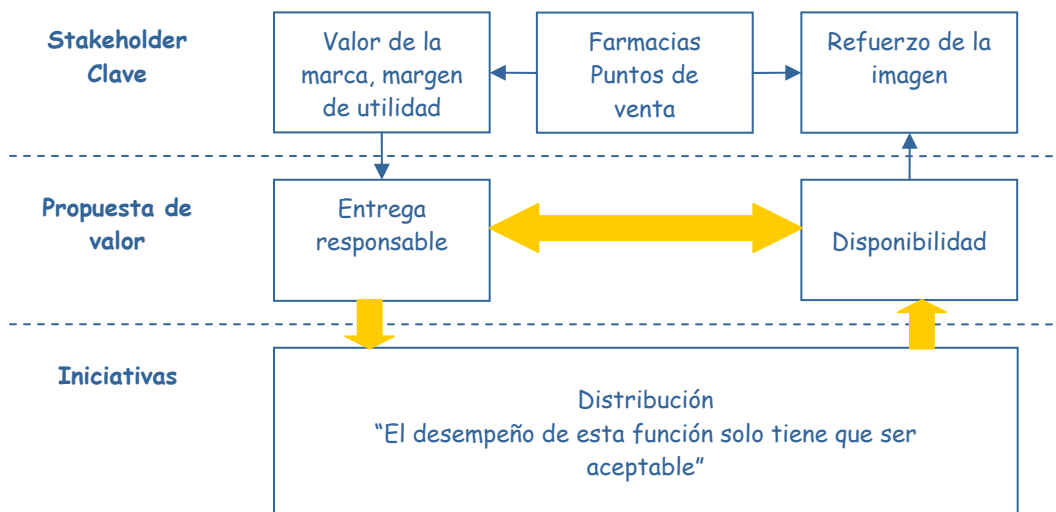 Stakeholder
Clave
Valor de la
marca, margen
de utilidad
Farmacias
Puntos de
venta
Refuerzo de la
imagen
Propuesta de
valor
Entrega
responsable
Disponibilidad
Iniciativas
Distribución
“El desempeño de esta función solo tiene que ser
aceptable”